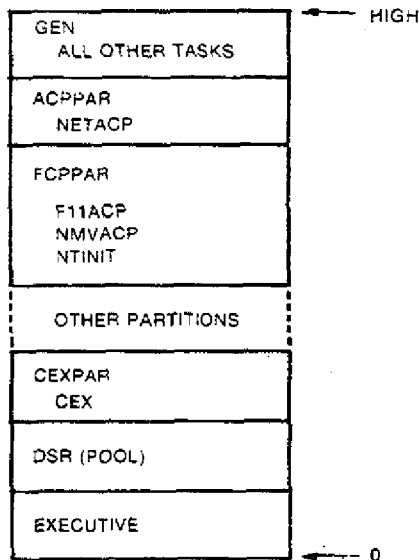 HIGH
GEN
ALL OTHER TASKS
ACPPAR
NETACP
FCPPAR
F11ACP
NMVACP
NTINIT
OTHER PARTITIONS
CEXPAR
CEX
DSR (POOL)
EXECUTIVE
0